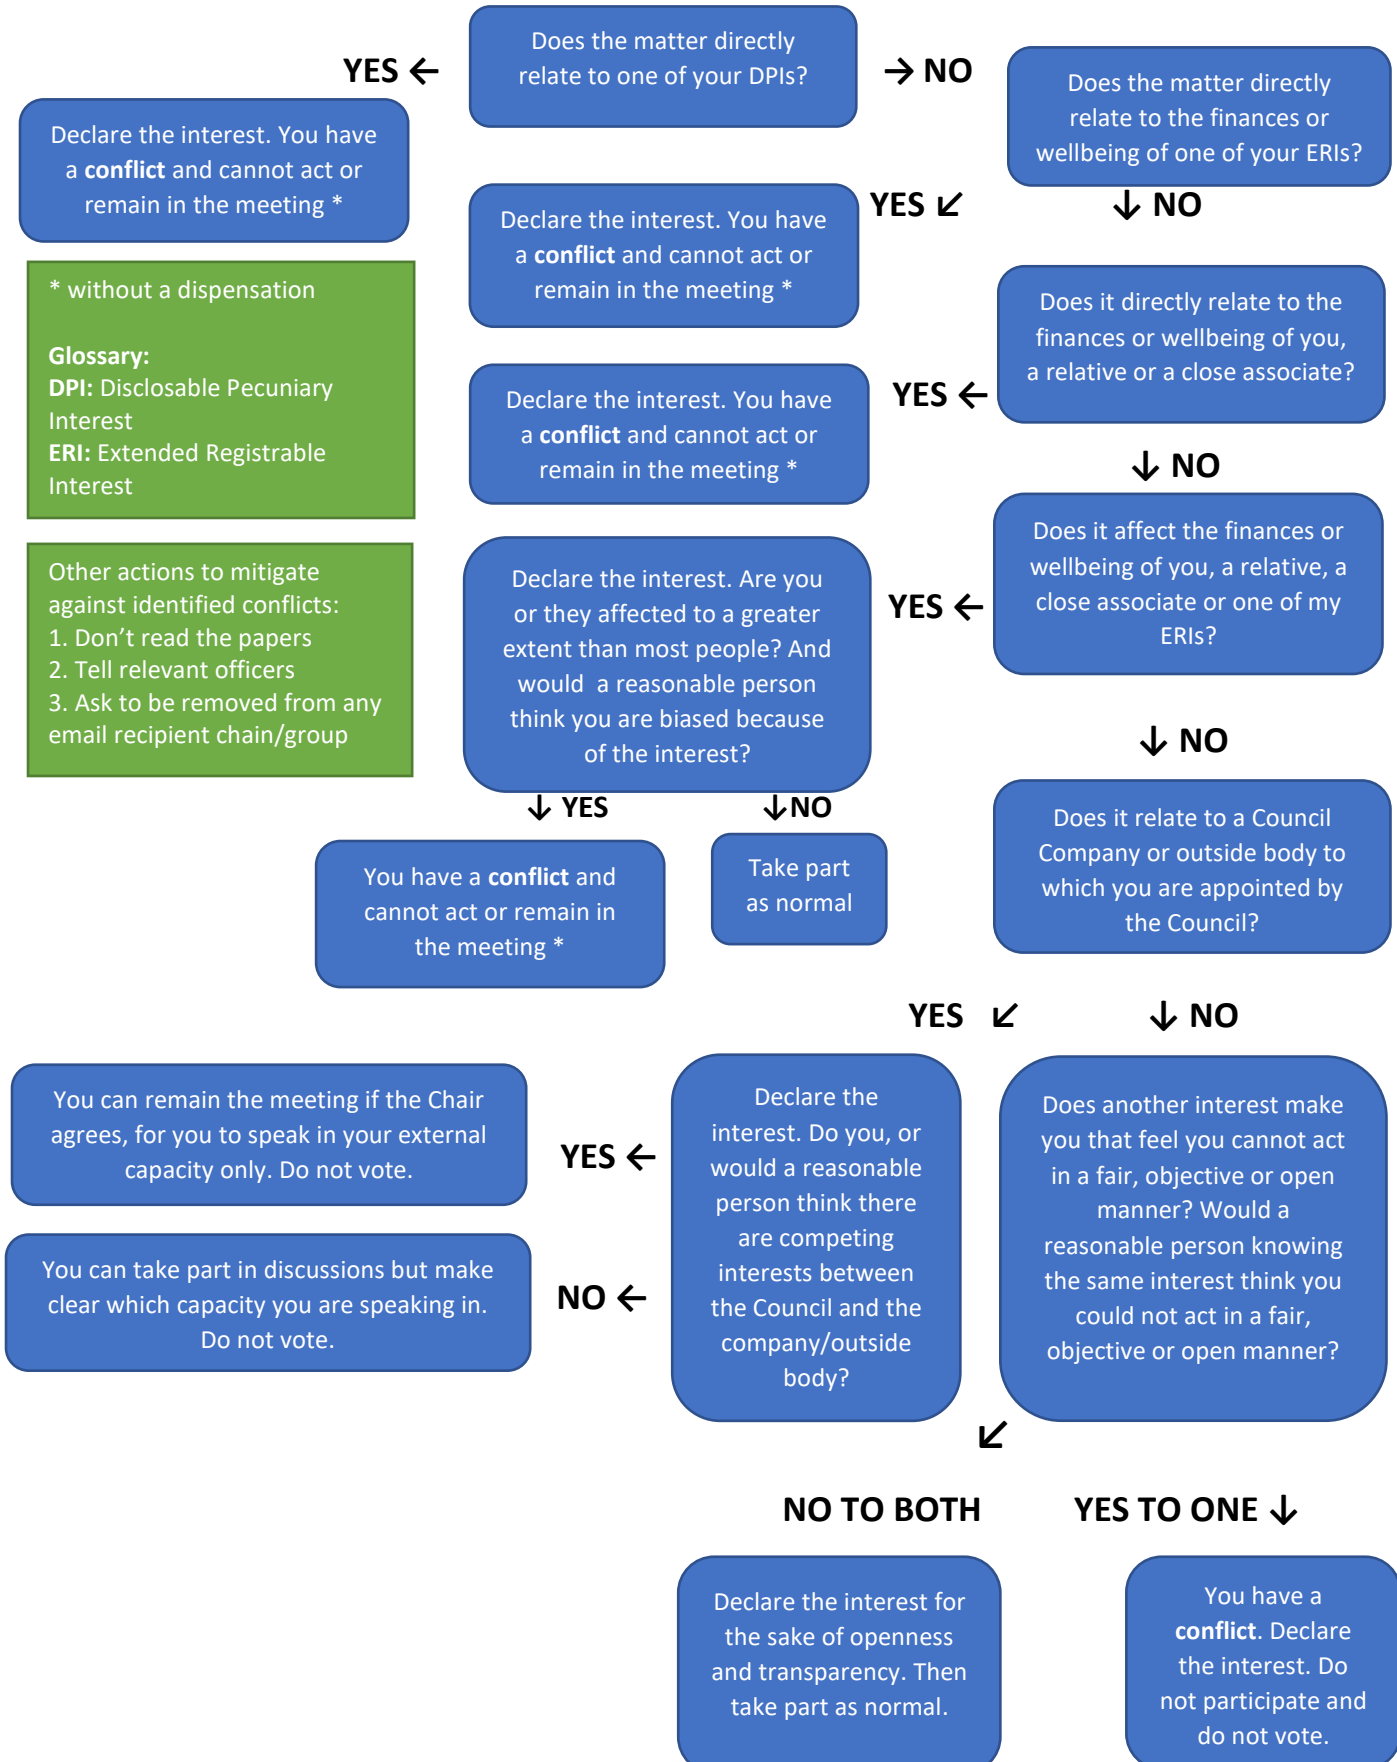 Does the matter directly
relate to one of your DPIs?
YES ←
→ NO
Declare the interest. You have
a conflict and cannot act or
remain in the meeting *
Does the matter directly
relate to the finances or
wellbeing of one of your ERIs?
YES ↙
↓ NO
Declare the interest. You have
a conflict and cannot act or
remain in the meeting *
* without a dispensation
Glossary:
DPI: Disclosable Pecuniary
Interest
ERI: Extended Registrable
Interest
Does it directly relate to the
finances or wellbeing of you,
a relative or a close associate?
YES ←
Declare the interest. You have
a conflict and cannot act or
remain in the meeting *
↓ NO
Does it affect the finances or
wellbeing of you, a relative, a
close associate or one of my
ERIs?
YES ←
Declare the interest. Are you
or they affected to a greater
extent than most people? And
would a reasonable person
think you are biased because
of the interest?
Other actions to mitigate
against identified conflicts:
1. Don’t read the papers
2. Tell relevant officers
3. Ask to be removed from any
email recipient chain/group
↓ YES
↓NO
You have a conflict and
cannot act or remain in
the meeting *
Take part
as normal
↓ NO
Does it relate to a Council
Company or outside body to
which you are appointed by
the Council?
YES ↙
↓ NO
Declare the
interest. Do you, or
would a reasonable
person think there
are competing
interests between
the Council and the
company/outside
body?
YES ←
You can remain the meeting if the Chair
agrees, for you to speak in your external
capacity only. Do not vote.
NO ←
You can take part in discussions but make
clear which capacity you are speaking in.
Do not vote.
Does another interest make
you that feel you cannot act
in a fair, objective or open
manner? Would a
reasonable person knowing
the same interest think you
could not act in a fair,
objective or open manner?
↙
NO TO BOTH
YES TO ONE ↓
Declare the interest for
the sake of openness
and transparency. Then
take part as normal.
You have a
conflict. Declare
the interest. Do
not participate and
do not vote.